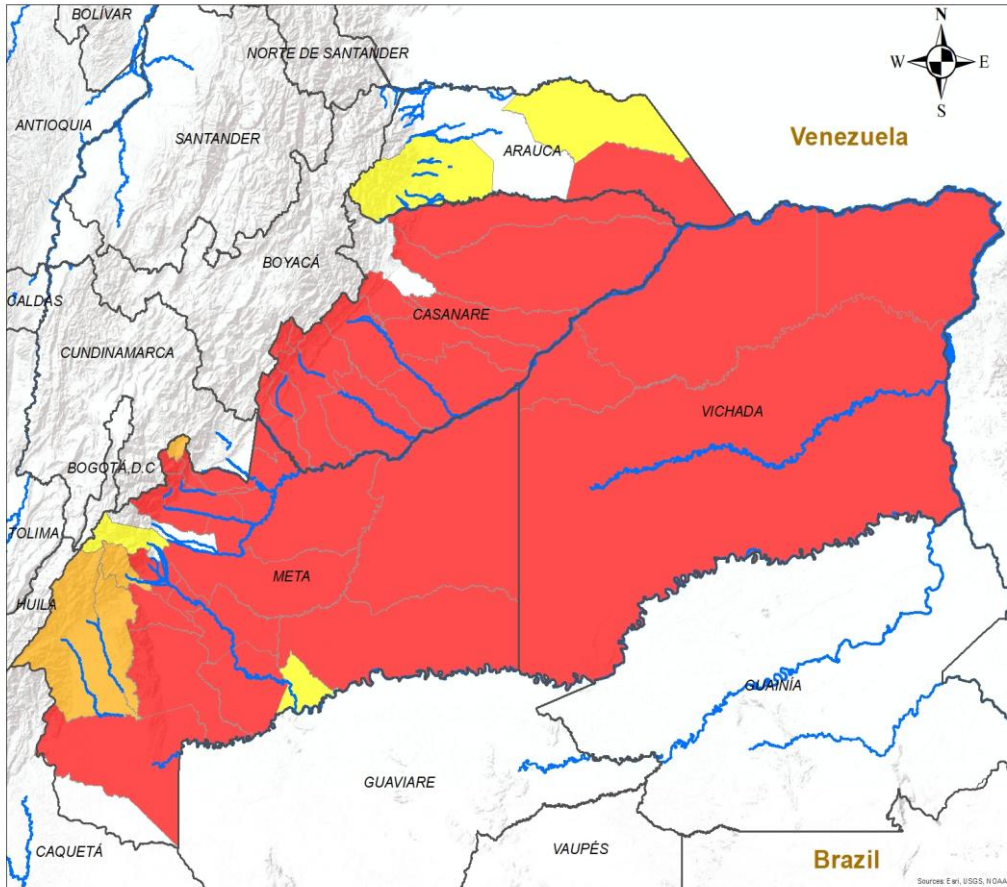 BOLÍVAR
N
NORTE DE SANTANDER
W
E
S
ANTIOQUIA
SANTANDER
Venezuela
ARAUCA
BOYACÁ
CALDAS
CASANARE
CUNDINAMARCA
VICHADA
BOGOTÁ,D.C
TOLIMA
META
HUILA
GUAINÍA
GUAVIARE
VAUPÉS
CAQUETÁ
Brazil
Sources: Esri, USGS, NOAA